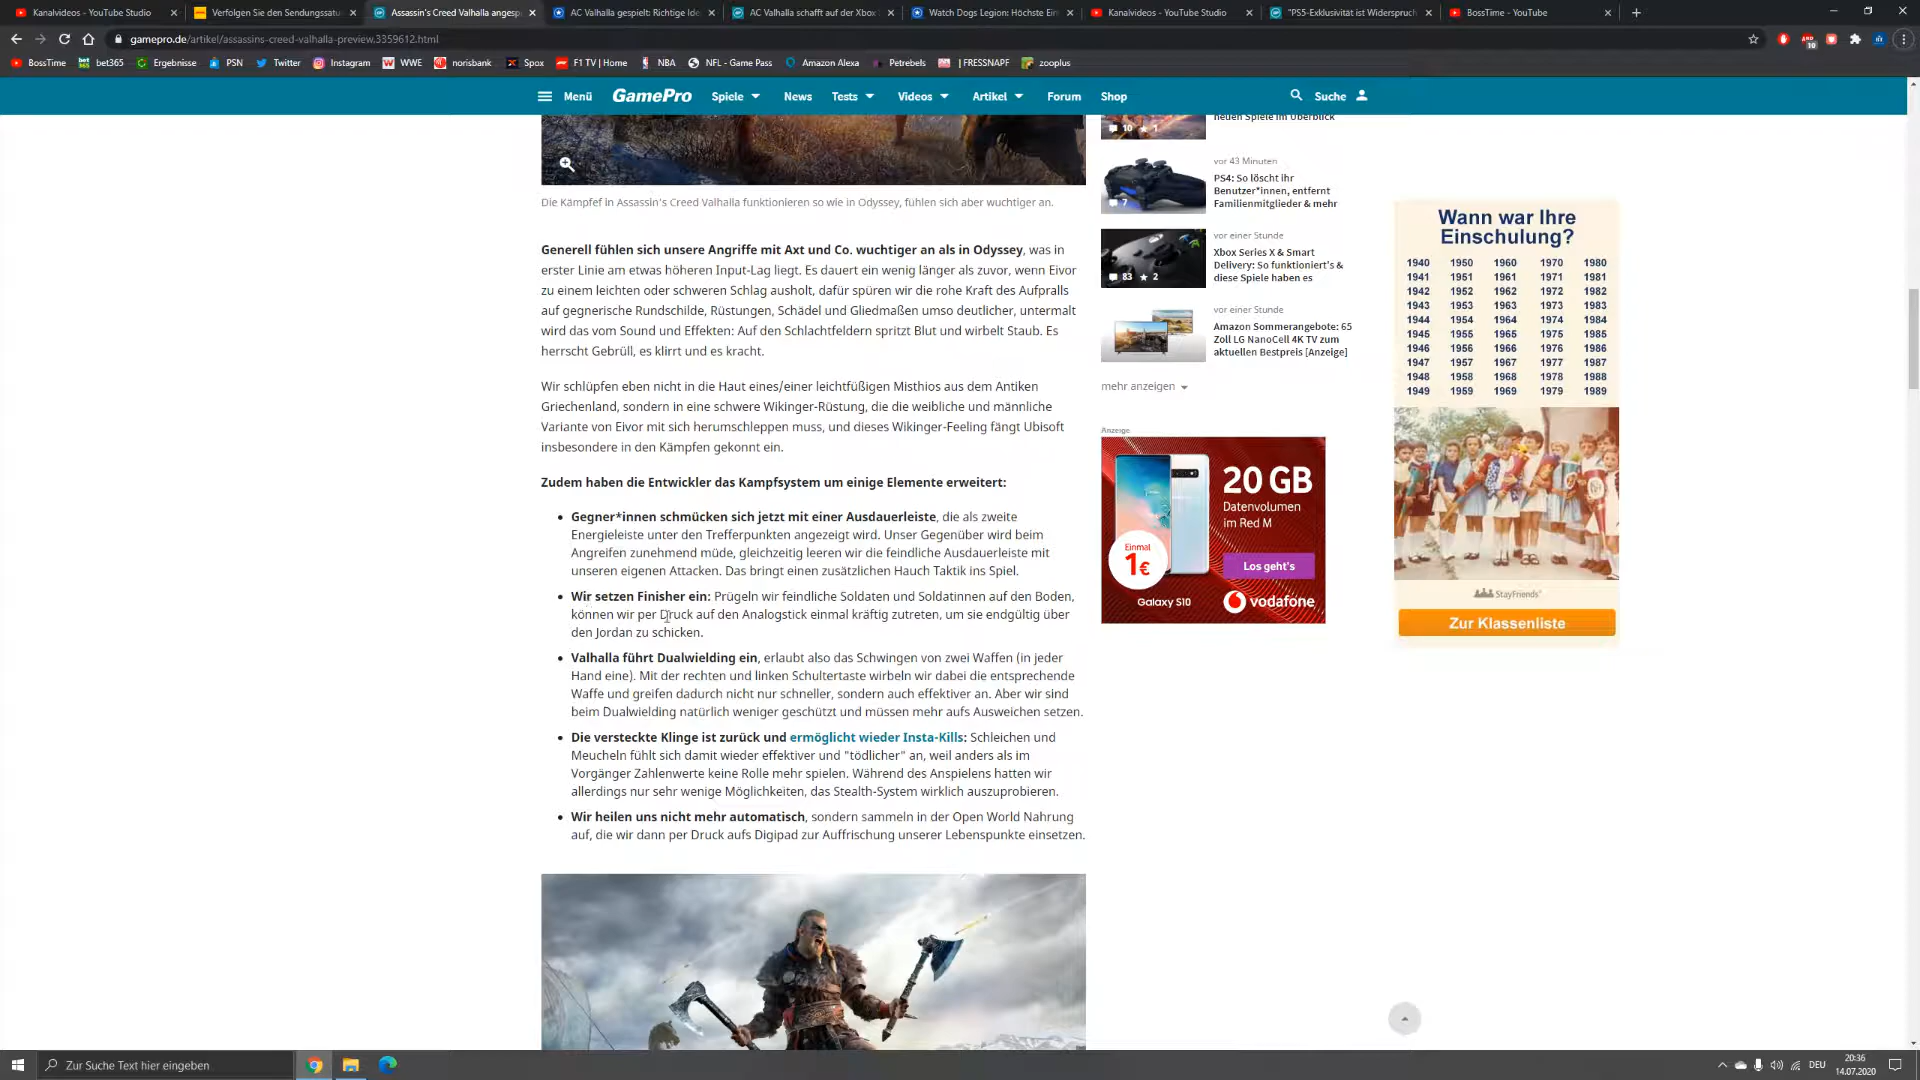 Kanalvideos - YouTube Studio
Verfolgen Sie den Sendungsstatu
Assassin's Creed Valhalla angesp
AC Valhalla gespielt: Richtige Ide
AC Valhalla schafft auf der Xbox
Watch Dogs Legion: Höchste Ein
Kanalvideos - YouTube Studio
"PS5-Exklusivität ist Widerspruch
BossTime - YouTube
gamepro.de/artikel/assassins-creed-valhalla-preview,3359612.html
BossTime
bet365
Ergebnisse
PSN
Twitter
Instagram
WWE
norisbank
Spox
F1 TV | Home
NBA
NFL - Game Pass
Amazon Alexa
Petrebels
| FRESSNAPF
zooplus
Menü
GamePro
Spiele
News
Tests
Videos
Artikel
Forum
Shop
Suche
Die Kämpfef in Assassin's Creed Valhalla funktionieren so wie in Odyssey, fühlen sich aber wuchtiger an.
Generell fühlen sich unsere Angriffe mit Axt und Co. wuchtiger an als in Odyssey, was in
erster Linie am etwas höheren Input-Lag liegt. Es dauert ein wenig länger als zuvor, wenn Eivor
zu einem leichten oder schweren Schlag ausholt, dafür spüren wir die rohe Kraft des Aufpralls
auf gegnerische Rundschilde, Rüstungen, Schädel und Gliedmaßen umso deutlicher, untermalt
wird das vom Sound und Effekten: Auf den Schlachtfeldern spritzt Blut und wirbelt Staub. Es
herrscht Gebrüll, es klirrt und es kracht.
Wir schlüpfen eben nicht in die Haut eines/einer leichtfüßigen Misthios aus dem Antiken
Griechenland, sondern in eine schwere Wikinger-Rüstung, die die weibliche und männliche
Variante von Eivor mit sich herumschleppen muss, und dieses Wikinger-Feeling fängt Ubisoft
insbesondere in den Kämpfen gekonnt ein.
Zudem haben die Entwickler das Kampfsystem um einige Elemente erweitert:
• Gegner*innen schmücken sich jetzt mit einer Ausdauerleiste, die als zweite
Energieleiste unter den Trefferpunkten angezeigt wird. Unser Gegenüber wird beim
Angreifen zunehmend müde, gleichzeitig leeren wir die feindliche Ausdauerleiste mit
unseren eigenen Attacken. Das bringt einen zusätzlichen Hauch Taktik ins Spiel.
• Wir setzen Finisher ein: Prügeln wir feindliche Soldaten und Soldatinnen auf den Boden,
können wir per Druck auf den Analogstick einmal kräftig zutreten, um sie endgültig über
den Jordan zu schicken.
• Valhalla führt Dualwielding ein, erlaubt also das Schwingen von zwei Waffen (in jeder
Hand eine). Mit der rechten und linken Schultertaste wirbeln wir dabei die entsprechende
Waffe und greifen dadurch nicht nur schneller, sondern auch effektiver an. Aber wir sind
beim Dualwielding natürlich weniger geschützt und müssen mehr aufs Ausweichen setzen.
• Die versteckte Klinge ist zurück und ermöglicht wieder Insta-Kills: Schleichen und
Meucheln fühlt sich damit wieder effektiver und "tödlicher" an, weil anders als im
Vorgänger Zahlenwerte keine Rolle mehr spielen. Während des Anspielens hatten wir
allerdings nur sehr wenige Möglichkeiten, das Stealth-System wirklich auszuprobieren.
• Wir heilen uns nicht mehr automatisch, sondern sammeln in der Open World Nahrung
auf, die wir dann per Druck aufs Digipad zur Auffrischung unserer Lebenspunkte einsetzen.
neuen Spiele im Überblick
10 1
vor 43 Minuten
PS4: So löscht ihr
Benutzer*innen, entfernt
Familienmitglieder & mehr
7
vor einer Stunde
Xbox Series X & Smart
Delivery: So funktioniert's &
diese Spiele haben es
83 2
vor einer Stunde
Amazon Sommerangebote: 65
Zoll LG NanoCell 4K TV zum
aktuellen Bestpreis [Anzeige]
mehr anzeigen
Anzeige
20 GB
Datenvolumen
im Red M
Einmal
1€
Los geht's
Galaxy S10
vodafone
Wann war Ihre
Einschulung?
1940 1950 1960 1970 1980
1941 1951 1961 1971 1981
1942 1952 1962 1972 1982
1943 1953 1963 1973 1983
1944 1954 1964 1974 1984
1945 1955 1965 1975 1985
1946 1956 1966 1976 1986
1947 1957 1967 1977 1987
1948 1958 1968 1978 1988
1949 1959 1969 1979 1989
StayFriends
Zur Klassenliste
Zur Suche Text hier eingeben
DEU
20:36
14.07.2020